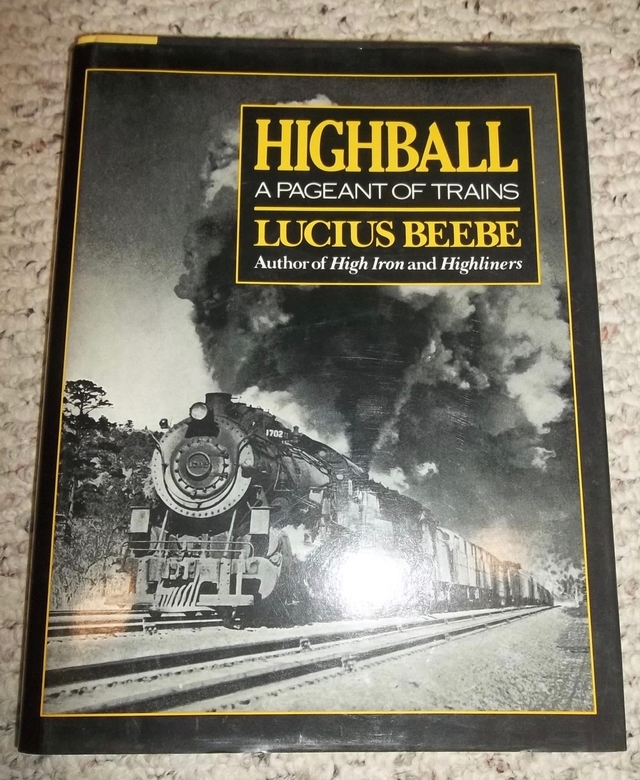 HIGHBALL
A PAGEANT OF TRAINS
LUCIUS BEEBE
Author of High Iron and Highliners
1702